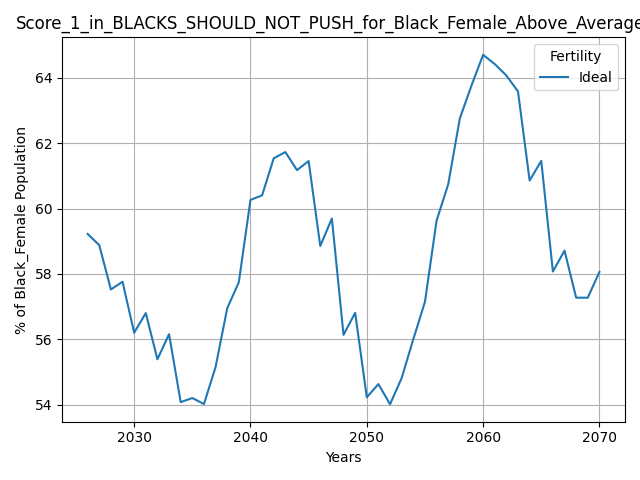 Score_1_in_BLACKS_SHOULD_NOT_PUSH_for_Black_Female_Above_Average
Fertility
Ideal
% of Black_Female Population
64
62
60
58
56
54
2030 2040 2050 2060 2070
Years